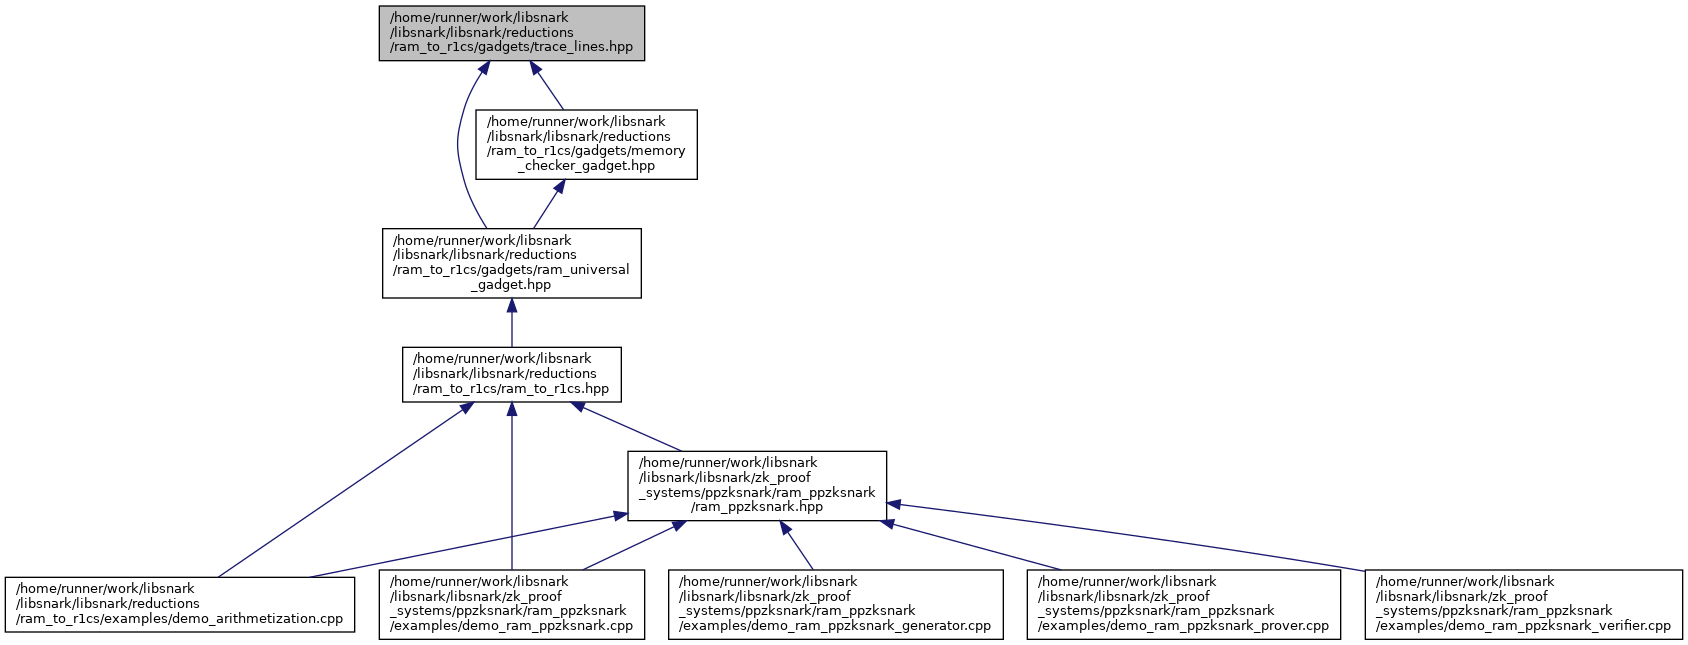 /home/runner/work/libsnark
/libsnark/libsnark/reductions
/ram_to_r1cs/gadgets/trace_lines.hpp
/home/runner/work/libsnark
/libsnark/libsnark/reductions
/ram_to_r1cs/gadgets/memory
_checker_gadget.hpp
/home/runner/work/libsnark
/libsnark/libsnark/reductions
/ram_to_r1cs/gadgets/ram_universal
_gadget.hpp
/home/runner/work/libsnark
/libsnark/libsnark/reductions
/ram_to_r1cs/ram_to_r1cs.hpp
/home/runner/work/libsnark
/libsnark/libsnark/zk_proof
_systems/ppzksnark/ram_ppzksnark
/ram_ppzksnark.hpp
/home/runner/work/libsnark
/libsnark/libsnark/reductions
/ram_to_r1cs/examples/demo_arithmetization.cpp
/home/runner/work/libsnark
/libsnark/libsnark/zk_proof
_systems/ppzksnark/ram_ppzksnark
/examples/demo_ram_ppzksnark.cpp
/home/runner/work/libsnark
/libsnark/libsnark/zk_proof
_systems/ppzksnark/ram_ppzksnark
/examples/demo_ram_ppzksnark_generator.cpp
/home/runner/work/libsnark
/libsnark/libsnark/zk_proof
_systems/ppzksnark/ram_ppzksnark
/examples/demo_ram_ppzksnark_prover.cpp
/home/runner/work/libsnark
/libsnark/libsnark/zk_proof
_systems/ppzksnark/ram_ppzksnark
/examples/demo_ram_ppzksnark_verifier.cpp